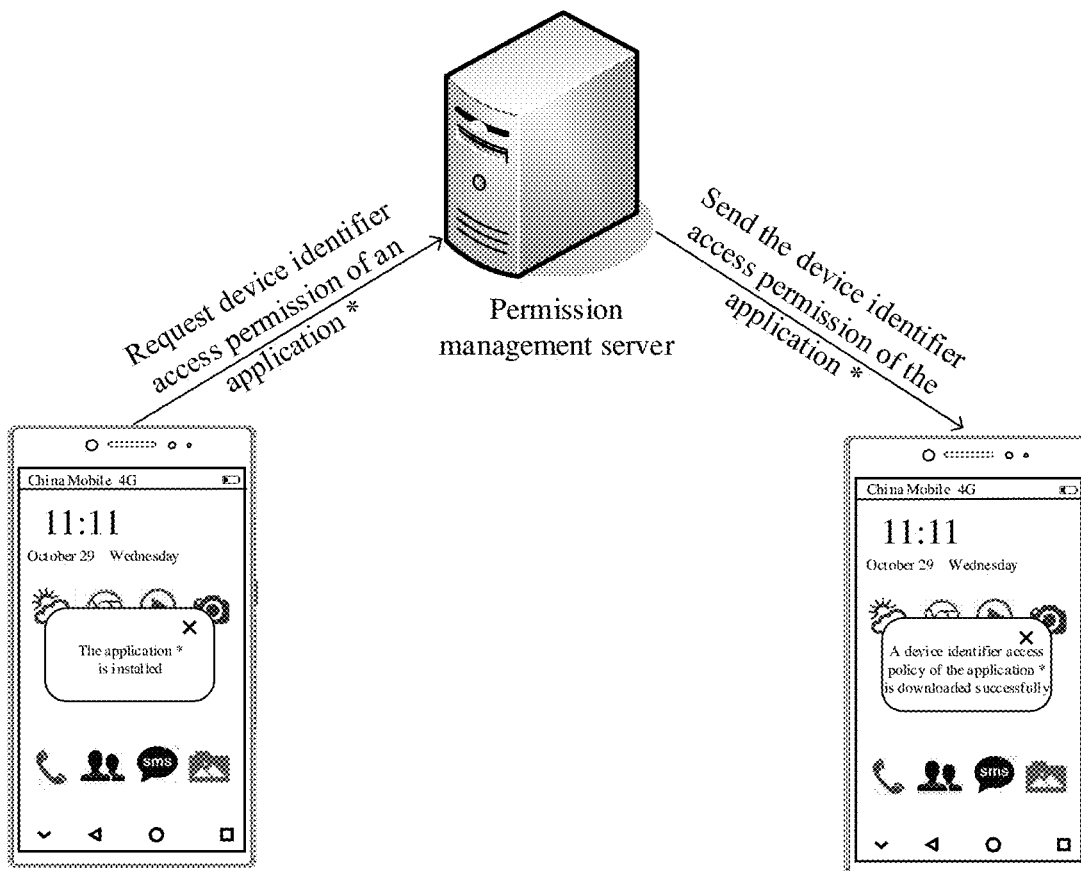 Request device identifier
access permission of an
application *
Permission
management server
Send the device identifier
access permission of the
application *
China Mobile 4G
11:11
October 29 Wednesday
The application *
is installed
sms
China Mobile 4G
11:11
October 29 Wednesday
A device identifier access
policy of the application *
is downloaded successfully
sms